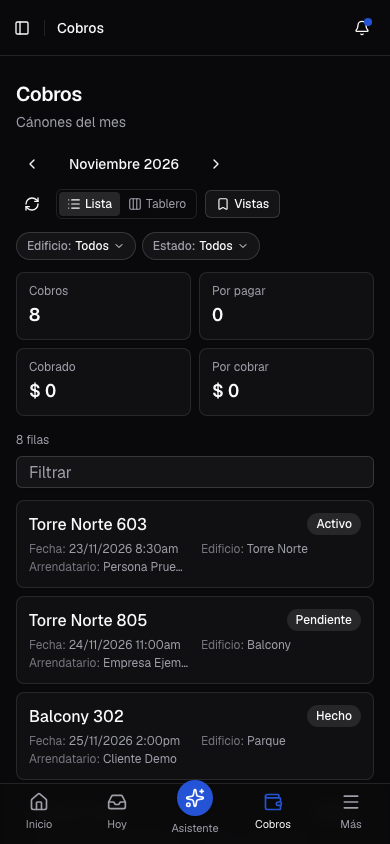 Cobros
Cobros
Cánones del mes
Noviembre 2026
Lista Tablero Vistas
Edificio: Todos Estado: Todos
Cobros Por pagar
8 0
Cobrado Por cobrar
$ 0 $ 0
8 filas
Filtrar
Torre Norte 603 Activo
Fecha: 23/11/2026 8:30am Edificio: Torre Norte
Arrendatario: Persona Prue…
Torre Norte 805 Pendiente
Fecha: 24/11/2026 11:00am Edificio: Balcony
Arrendatario: Empresa Ejem…
Balcony 302 Hecho
Fecha: 25/11/2026 2:00pm Edificio: Parque
Arrendatario: Cliente Demo
Inicio Hoy Asistente Cobros Más